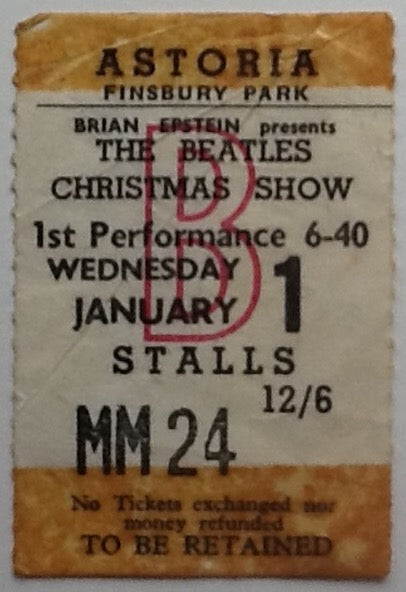 ASTORIA
FINSBURY PARK
BRIAN EPSTEIN presents
THE BEATLES
CHRISTMAS SHOW
1st Performance 6-40
WEDNESDAY
JANUARY 1
B
STALLS
12/6
MM 24
No Tickets exchanged nor
money refunded
TO BE RETAINED